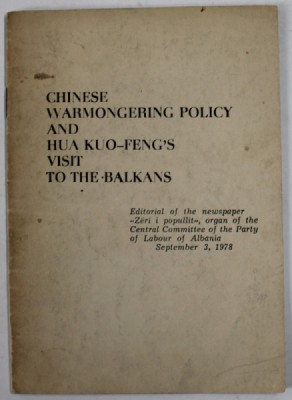 CHINESE
WARMONGERING POLICY
AND
HUA KUO-FENG'S
VISIT
TO THE BALKANS
Editorial of the newspaper
«Zëri i popullit», organ of the
Central Committee of the Party
of Labour of Albania
September 3, 1978